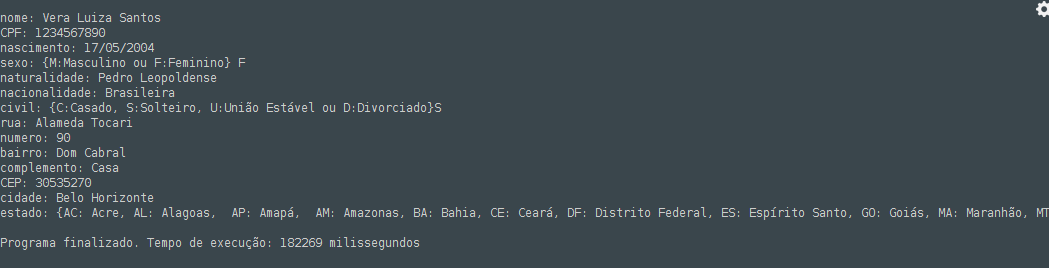 nome: Vera Luiza Santos
CPF: 1234567890
nascimento: 17/05/2004
sexo: {M:Masculino ou F:Feminino} F
naturalidade: Pedro Leopoldense
nacionalidade: Brasileira
civil: {C:Casado, S:Solteiro, U:União Estável ou D:Divorciado}S
rua: Alameda Tocari
numero: 90
bairro: Dom Cabral
complemento: Casa
CEP: 30535270
cidade: Belo Horizonte
estado: {AC: Acre, AL: Alagoas,  AP: Amapá,  AM: Amazonas, BA: Bahia, CE: Ceará, DF: Distrito Federal, ES: Espírito Santo, GO: Goiás, MA: Maranhão, MT
Programa finalizado. Tempo de execução: 182269 milissegundos